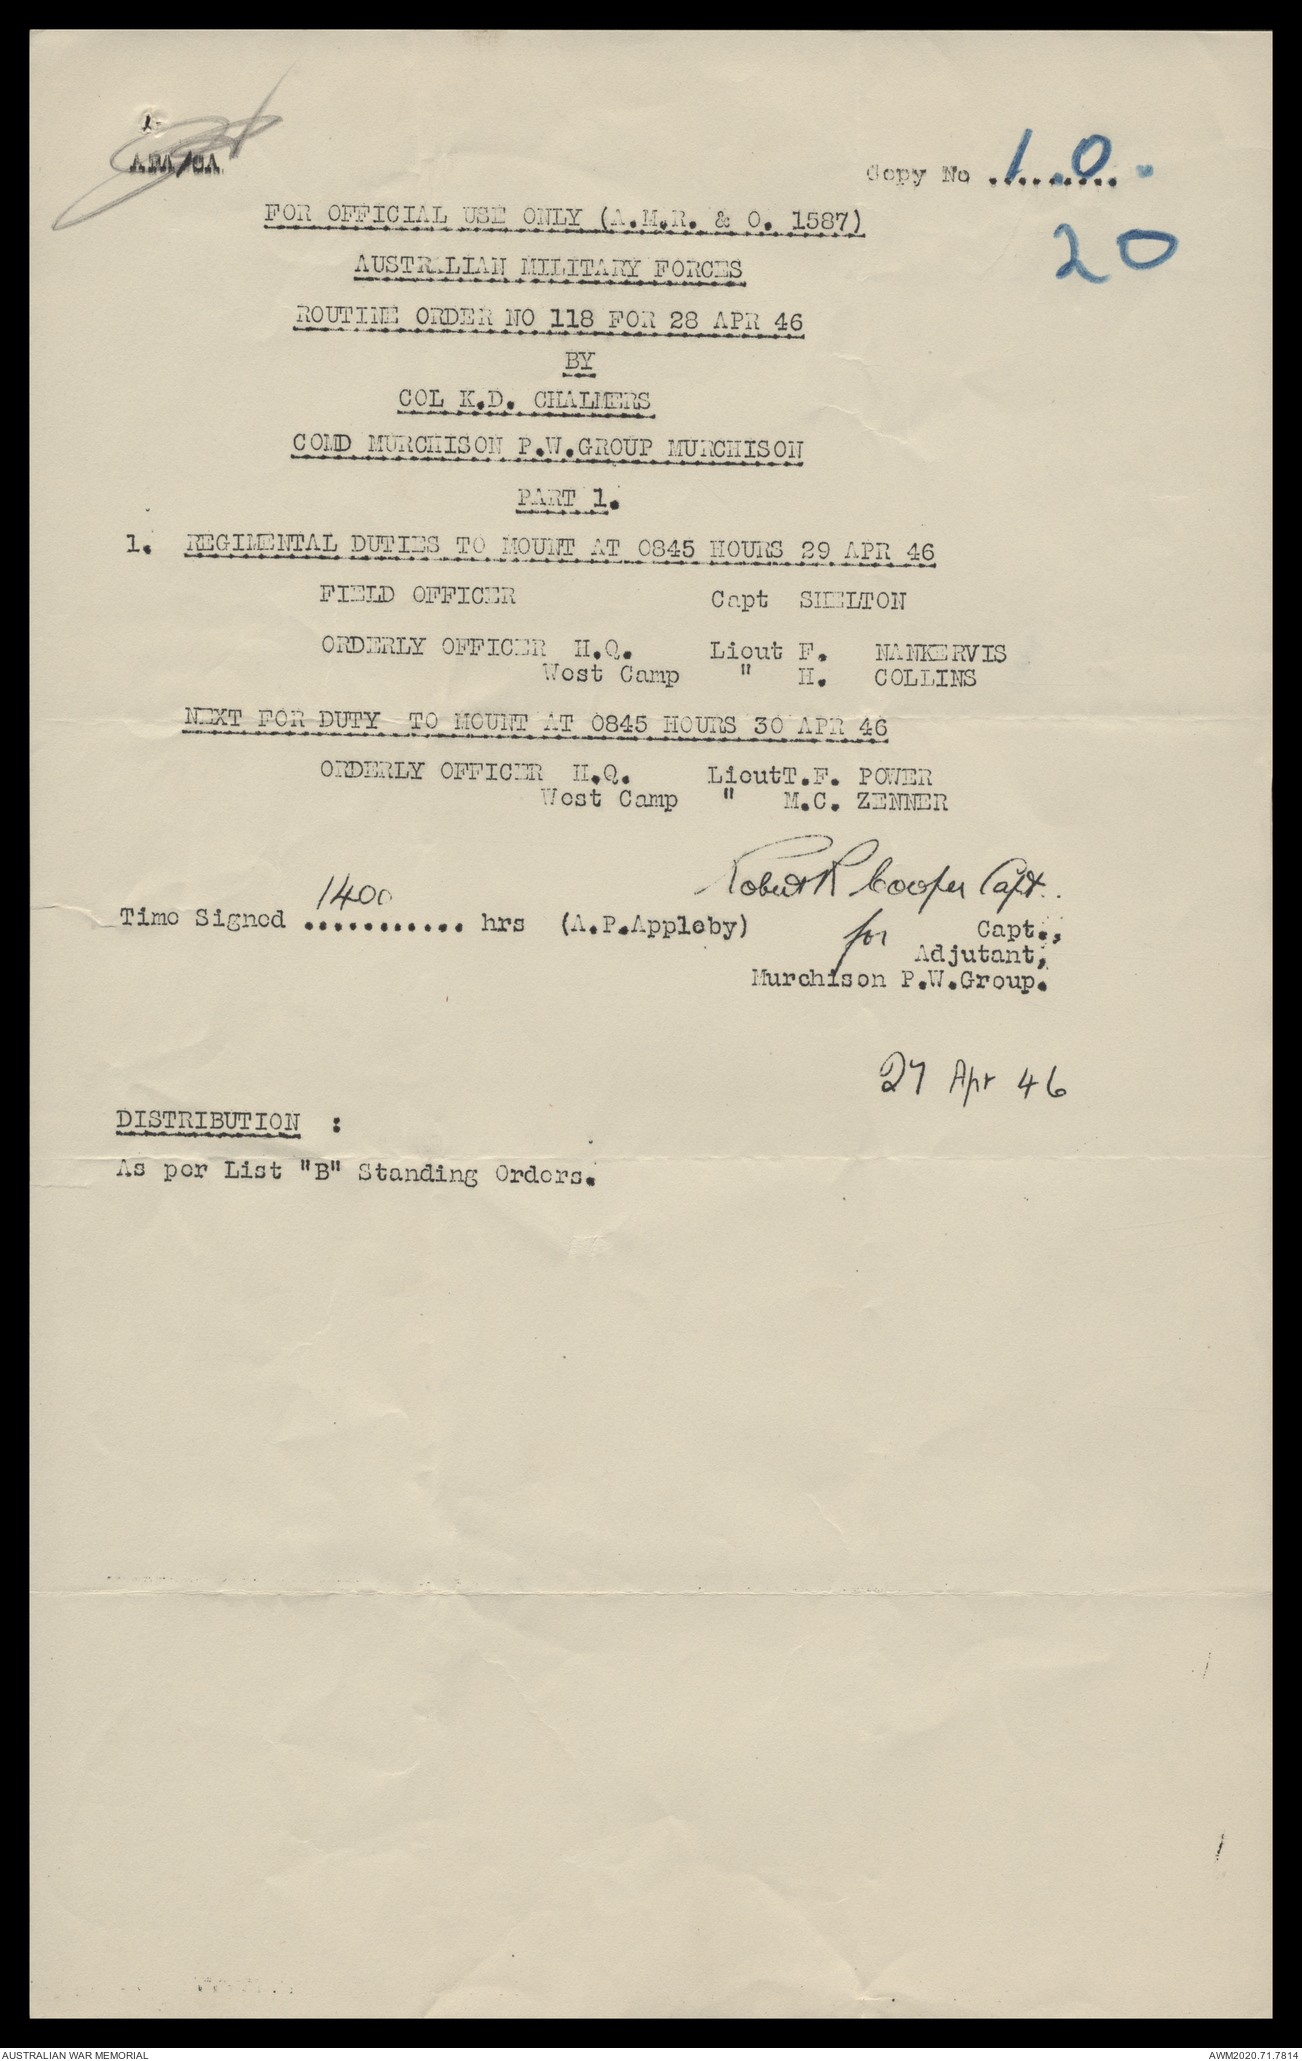 Copy No 10
20
FOR OFFICIAL USE ONLY (A.M.R. & O. 1587)
AUSTRALIAN MILITARY FORCES
ROUTINE ORDER NO 118 FOR 28 APR 46
BY
COL K.D. CHALMERS
COMD MURCHISON P.W.GROUP MURCHISON
PART 1.
1. REGIMENTAL DUTIES TO MOUNT AT 0845 HOURS 29 APR 46
FIELD OFFICER Capt SHELTON
ORDERLY OFFICER H.Q. Lieut F. NANKERVIS
West Camp " H. COLLINS
NEXT FOR DUTY TO MOUNT AT 0845 HOURS 30 APR 46
ORDERLY OFFICER H.Q. LieutT.F. POWER
West Camp " M.C. ZENNER
Robert R Cooper Capt.
Time Signed 1400 hrs (A.P.Appleby) for Capt.,
Adjutant,
Murchison P.W.Group.
27 Apr 46
DISTRIBUTION :
As per List "B" Standing Orders.
AUSTRALIAN WAR MEMORIAL AWM2020.71.7814